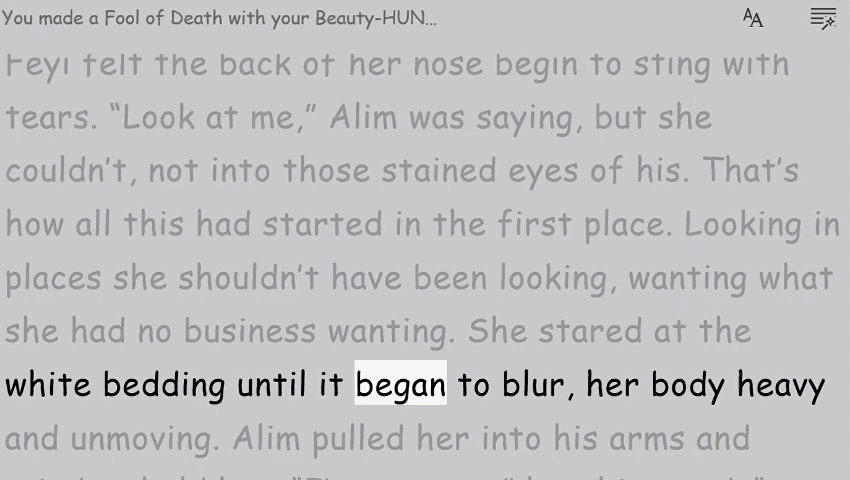 You made a Fool of Death with your Beauty-HUN...
AA
Feyi felt the back of her nose begin to sting with
tears. “Look at me,” Alim was saying, but she
couldn’t, not into those stained eyes of his. That’s
how all this had started in the first place. Looking in
places she shouldn’t have been looking, wanting what
she had no business wanting. She stared at the
white bedding until it began to blur, her body heavy
and unmoving. Alim pulled her into his arms and